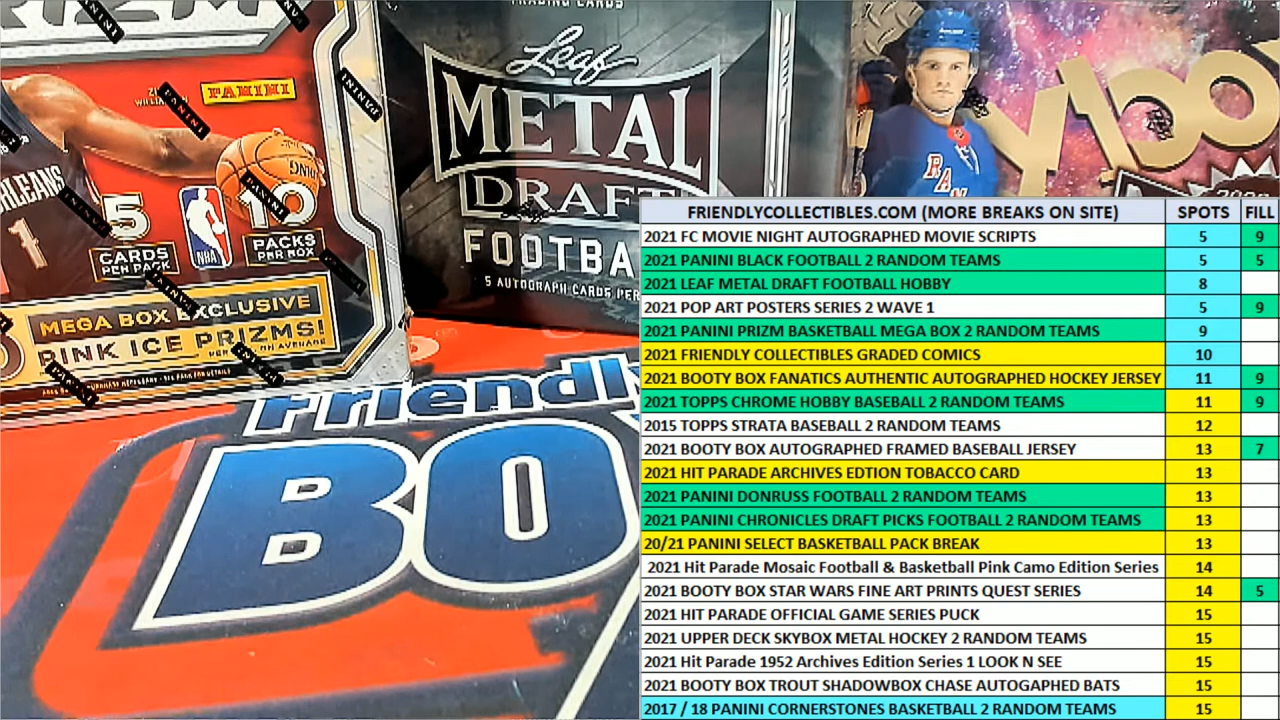 PRIZM
PANINI
ORLEANS
1
5
CARDS
PER PACK
NBA
10
PACKS
PER BOX
MEGA BOX EXCLUSIVE
PINK ICE PRIZMS!
TRADING CARDS
Leaf
METAL
DRAFT
FOOTBA
5 AUTOGRAPH CARDS PER
RA
Friendly
BO
FRIENDLYCOLLECTIBLES.COM (MORE BREAKS ON SITE) SPOTS FILL
2021 FC MOVIE NIGHT AUTOGRAPHED MOVIE SCRIPTS 5 9
2021 PANINI BLACK FOOTBALL 2 RANDOM TEAMS 5 5
2021 LEAF METAL DRAFT FOOTBALL HOBBY 8
2021 POP ART POSTERS SERIES 2 WAVE 1 5 9
2021 PANINI PRIZM BASKETBALL MEGA BOX 2 RANDOM TEAMS 9
2021 FRIENDLY COLLECTIBLES GRADED COMICS 10
2021 BOOTY BOX FANATICS AUTHENTIC AUTOGRAPHED HOCKEY JERSEY 11 9
2021 TOPPS CHROME HOBBY BASEBALL 2 RANDOM TEAMS 11 9
2015 TOPPS STRATA BASEBALL 2 RANDOM TEAMS 12
2021 BOOTY BOX AUTOGRAPHED FRAMED BASEBALL JERSEY 13 7
2021 HIT PARADE ARCHIVES EDTION TOBACCO CARD 13
2021 PANINI DONRUSS FOOTBALL 2 RANDOM TEAMS 13
2021 PANINI CHRONICLES DRAFT PICKS FOOTBALL 2 RANDOM TEAMS 13
20/21 PANINI SELECT BASKETBALL PACK BREAK 13
2021 Hit Parade Mosaic Football & Basketball Pink Camo Edition Series 14
2021 BOOTY BOX STAR WARS FINE ART PRINTS QUEST SERIES 14 5
2021 HIT PARADE OFFICIAL GAME SERIES PUCK 15
2021 UPPER DECK SKYBOX METAL HOCKEY 2 RANDOM TEAMS 15
2021 Hit Parade 1952 Archives Edition Series 1 LOOK N SEE 15
2021 BOOTY BOX TROUT SHADOWBOX CHASE AUTOGAPHED BATS 15
2017 / 18 PANINI CORNERSTONES BASKETBALL 2 RANDOM TEAMS 15